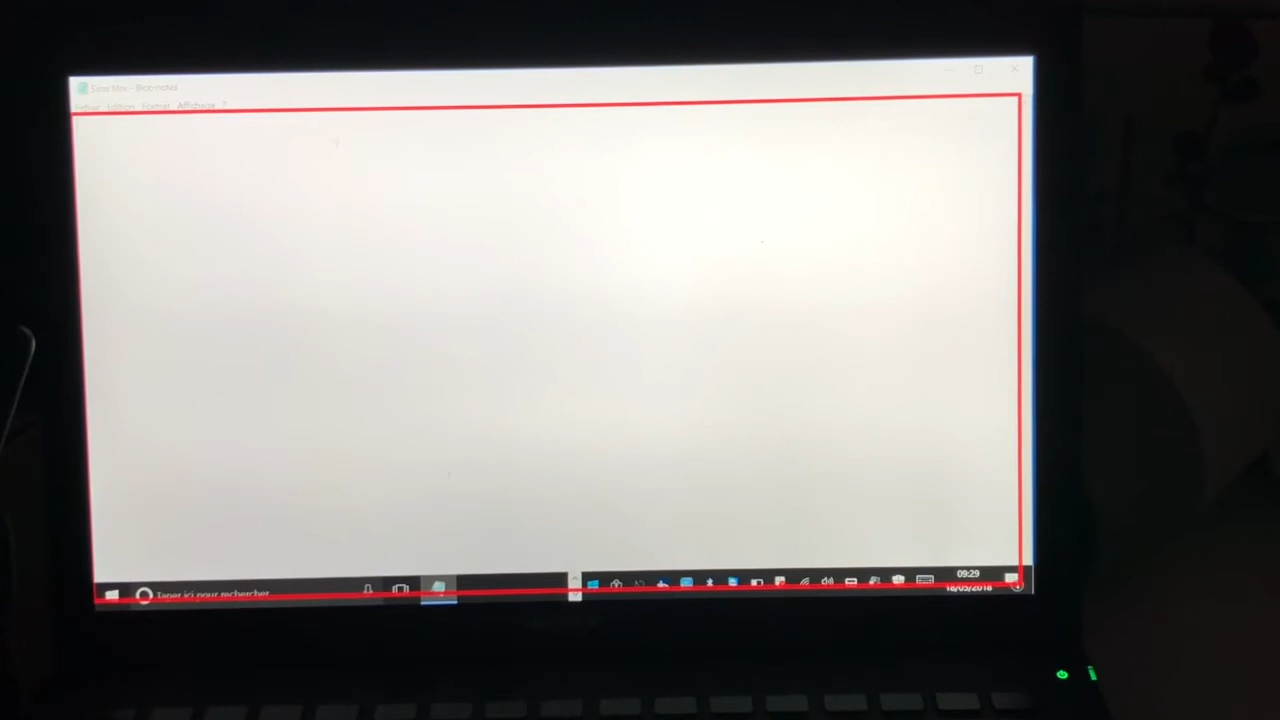 Sans titre - Bloc-notes
Fichier Edition Format Affichage ?
Taper ici pour rechercher
09:29
18/05/2018